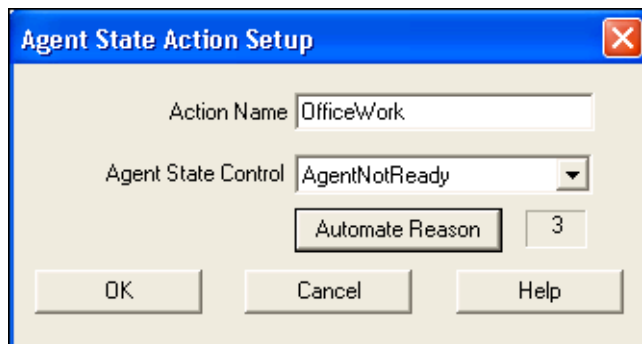 Agent State Action Setup
Action Name OfficeWork
Agent State Control AgentNotReady
Automate Reason 3
OK Cancel Help